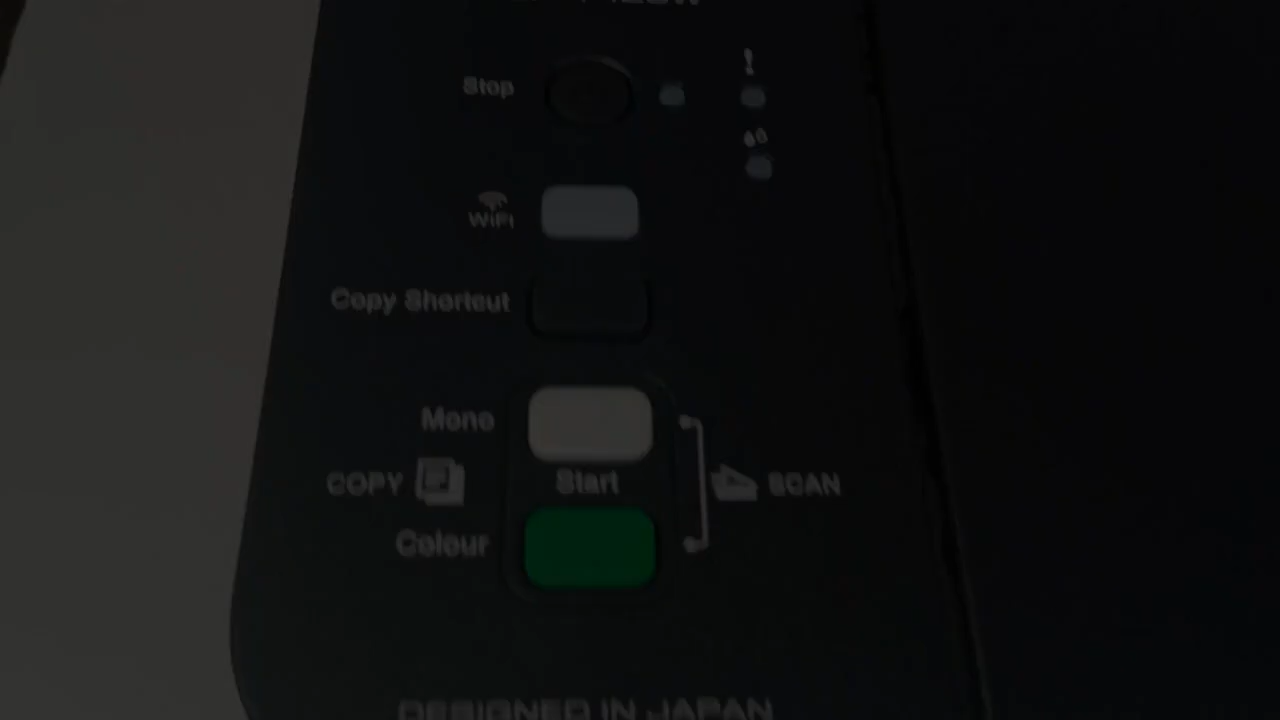 Stop
!
WiFi
Copy Shortcut
Mono
COPY
Start
SCAN
Colour
DESIGNED IN JAPAN